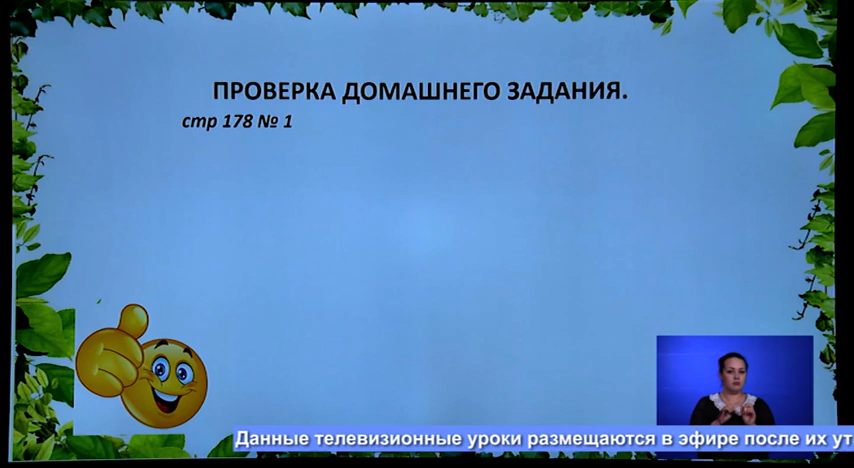 ПРОВЕРКА ДОМАШНЕГО ЗАДАНИЯ.
стр 178 № 1
Данные телевизионные уроки размещаются в эфире после их ут